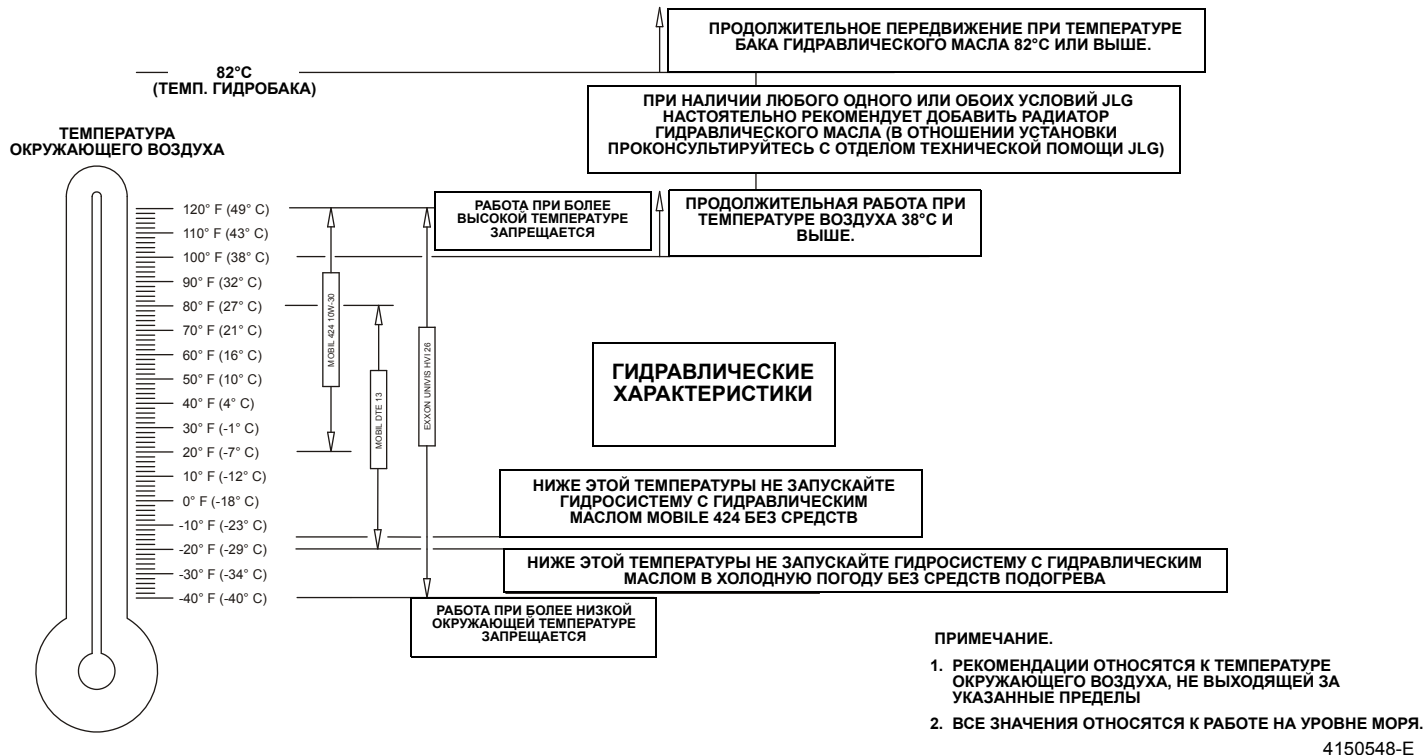 ПРОДОЛЖИТЕЛЬНОЕ ПЕРЕДВИЖЕНИЕ ПРИ ТЕМПЕРАТУРЕ
БАКА ГИДРАВЛИЧЕСКОГО МАСЛА 82°C ИЛИ ВЫШЕ.
82°C
(ТЕМП. ГИДРОБАКА)
ПРИ НАЛИЧИИ ЛЮБОГО ОДНОГО ИЛИ ОБОИХ УСЛОВИЙ JLG
НАСТОЯТЕЛЬНО РЕКОМЕНДУЕТ ДОБАВИТЬ РАДИАТОР
ГИДРАВЛИЧЕСКОГО МАСЛА (В ОТНОШЕНИИ УСТАНОВКИ
ПРОКОНСУЛЬТИРУЙТЕСЬ С ОТДЕЛОМ ТЕХНИЧЕСКОЙ ПОМОЩИ JLG)
ТЕМПЕРАТУРА
ОКРУЖАЮЩЕГО ВОЗДУХА
120° F (49° C)
110° F (43° C)
100° F (38° C)
90° F (32° C)
80° F (27° C)
70° F (21° C)
60° F (16° C)
50° F (10° C)
40° F (4° C)
30° F (-1° C)
20° F (-7° C)
10° F (-12° C)
0° F (-18° C)
-10° F (-23° C)
-20° F (-29° C)
-30° F (-34° C)
-40° F (-40° C)
MOBIL 424 10W-30
MOBIL DTE 13
EXXON UNIVIS HVI 26
РАБОТА ПРИ БОЛЕЕ
ВЫСОКОЙ ТЕМПЕРАТУРЕ
ЗАПРЕЩАЕТСЯ
ПРОДОЛЖИТЕЛЬНАЯ РАБОТА ПРИ
ТЕМПЕРАТУРЕ ВОЗДУХА 38°C И
ВЫШЕ.
ГИДРАВЛИЧЕСКИЕ
ХАРАКТЕРИСТИКИ
НИЖЕ ЭТОЙ ТЕМПЕРАТУРЫ НЕ ЗАПУСКАЙТЕ
ГИДРОСИСТЕМУ С ГИДРАВЛИЧЕСКИМ
МАСЛОМ MOBILE 424 БЕЗ СРЕДСТВ
НИЖЕ ЭТОЙ ТЕМПЕРАТУРЫ НЕ ЗАПУСКАЙТЕ ГИДРОСИСТЕМУ С ГИДРАВЛИЧЕСКИМ
МАСЛОМ В ХОЛОДНУЮ ПОГОДУ БЕЗ СРЕДСТВ ПОДОГРЕВА
РАБОТА ПРИ БОЛЕЕ НИЗКОЙ
ОКРУЖАЮЩЕЙ ТЕМПЕРАТУРЕ
ЗАПРЕЩАЕТСЯ
ПРИМЕЧАНИЕ.
1. РЕКОМЕНДАЦИИ ОТНОСЯТСЯ К ТЕМПЕРАТУРЕ
ОКРУЖАЮЩЕГО ВОЗДУХА, НЕ ВЫХОДЯЩЕЙ ЗА
УКАЗАННЫЕ ПРЕДЕЛЫ
2. ВСЕ ЗНАЧЕНИЯ ОТНОСЯТСЯ К РАБОТЕ НА УРОВНЕ МОРЯ.
4150548-E